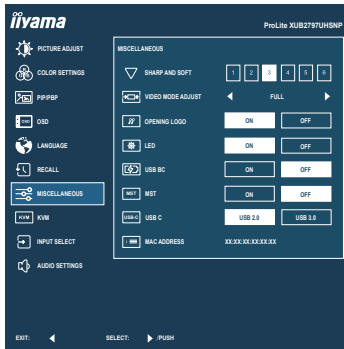 iiyama
ProLite XUB2797UHSNP
PICTURE ADJUST
COLOR SETTINGS
PIP/PBP
OSD OSD
LANGUAGE
RECALL
MISCELLANEOUS
KVM KVM
INPUT SELECT
AUDIO SETTINGS
MISCELLANEOUS
SHARP AND SOFT 1 2 3 4 5 6
VIDEO MODE ADJUST FULL
OPENING LOGO ON OFF
LED ON OFF
USB BC ON OFF
MST MST ON OFF
USB-C USB C USB 2.0 USB 3.0
MAC ADDRESS XX:XX:XX:XX:XX:XX
EXIT: SELECT: /PUSH